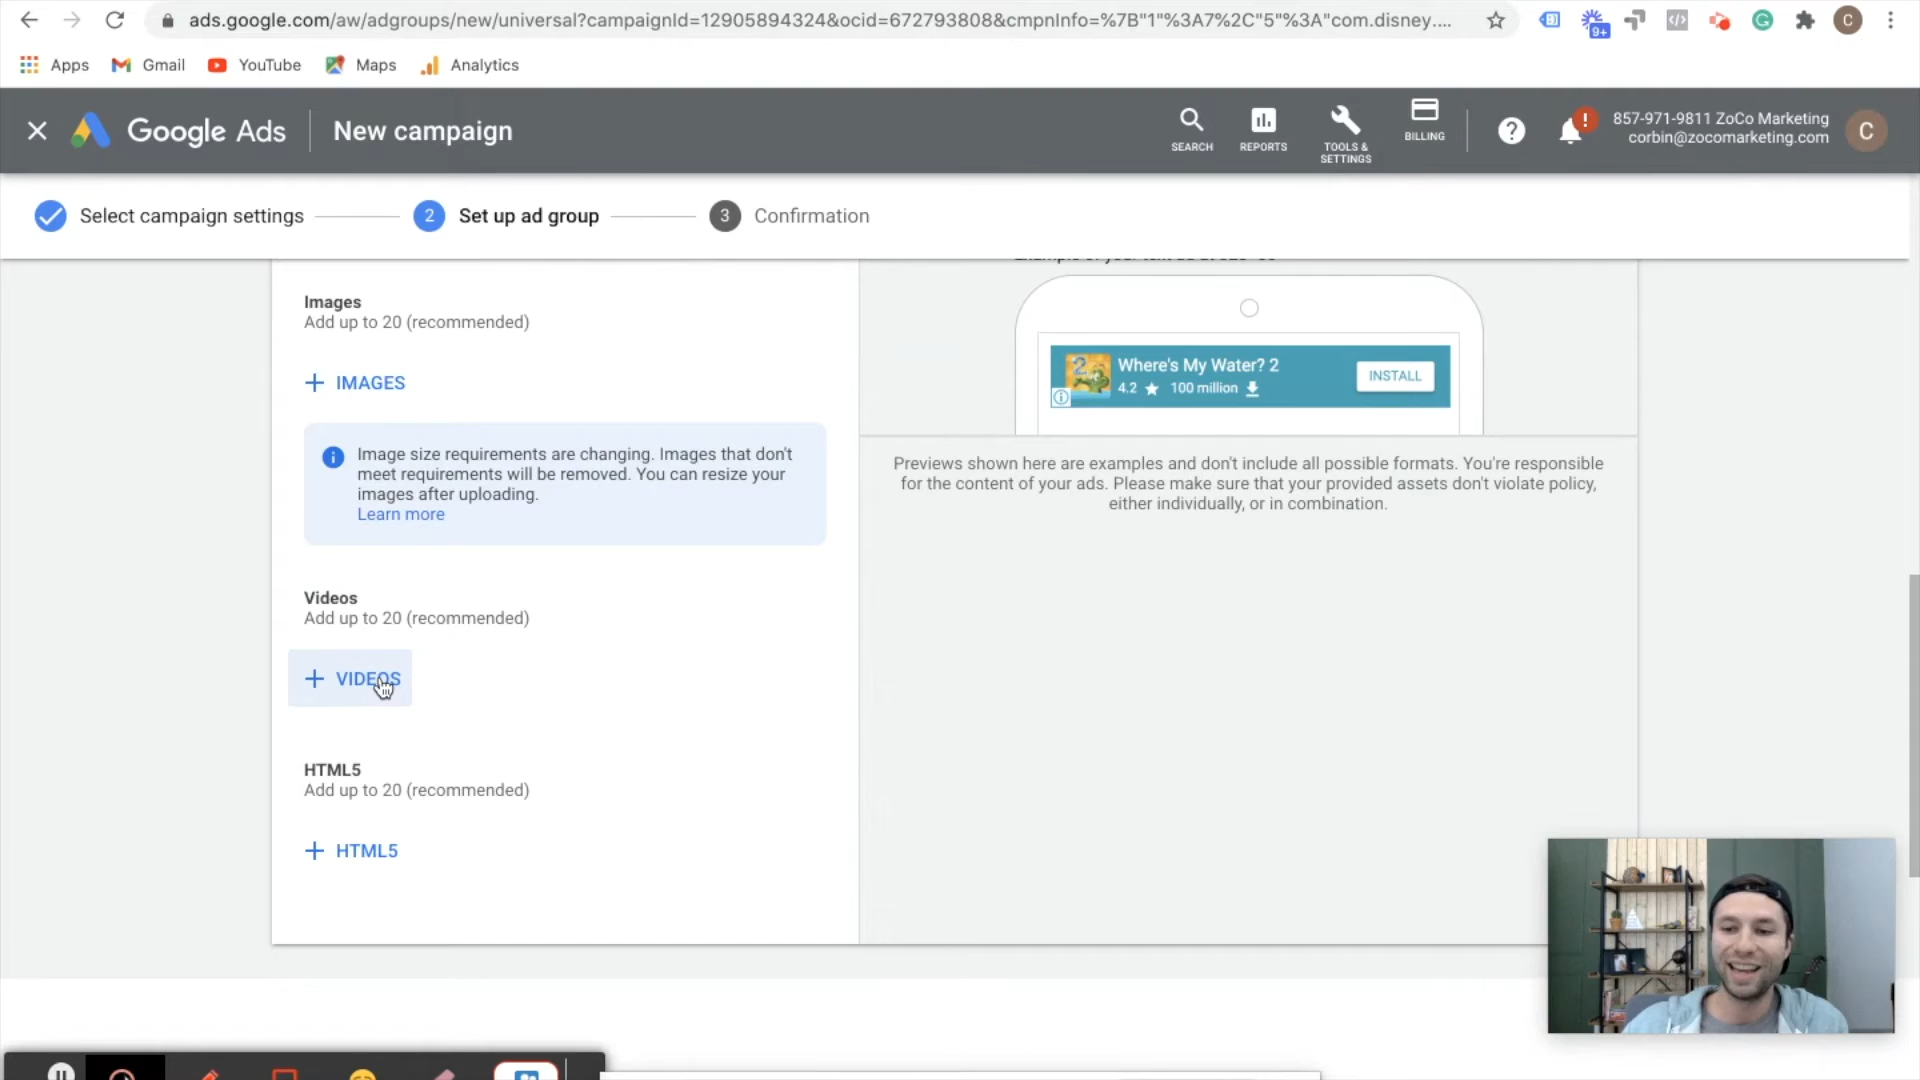 ads.google.com/aw/adgroups/new/universal?campaignId=12905894324&ocid=672793808&cmpnInfo=%7B"1"%3A7%2C"5"%3A"com.disney....
9+
C
Apps
Gmail
YouTube
Maps
Analytics
Google Ads
New campaign
SEARCH
REPORTS
TOOLS &
SETTINGS
BILLING
?
!
857-971-9811 ZoCo Marketing
corbin@zocomarketing.com
C
Select campaign settings
2
Set up ad group
3
Confirmation
Images
Add up to 20 (recommended)
+ IMAGES
Image size requirements are changing. Images that don't
meet requirements will be removed. You can resize your
images after uploading.
Learn more
Videos
Add up to 20 (recommended)
+ VIDEOS
HTML5
Add up to 20 (recommended)
+ HTML5
2
Where's My Water? 2
4.2 ★ 100 million
INSTALL
Previews shown here are examples and don't include all possible formats. You're responsible
for the content of your ads. Please make sure that your provided assets don't violate policy,
either individually, or in combination.